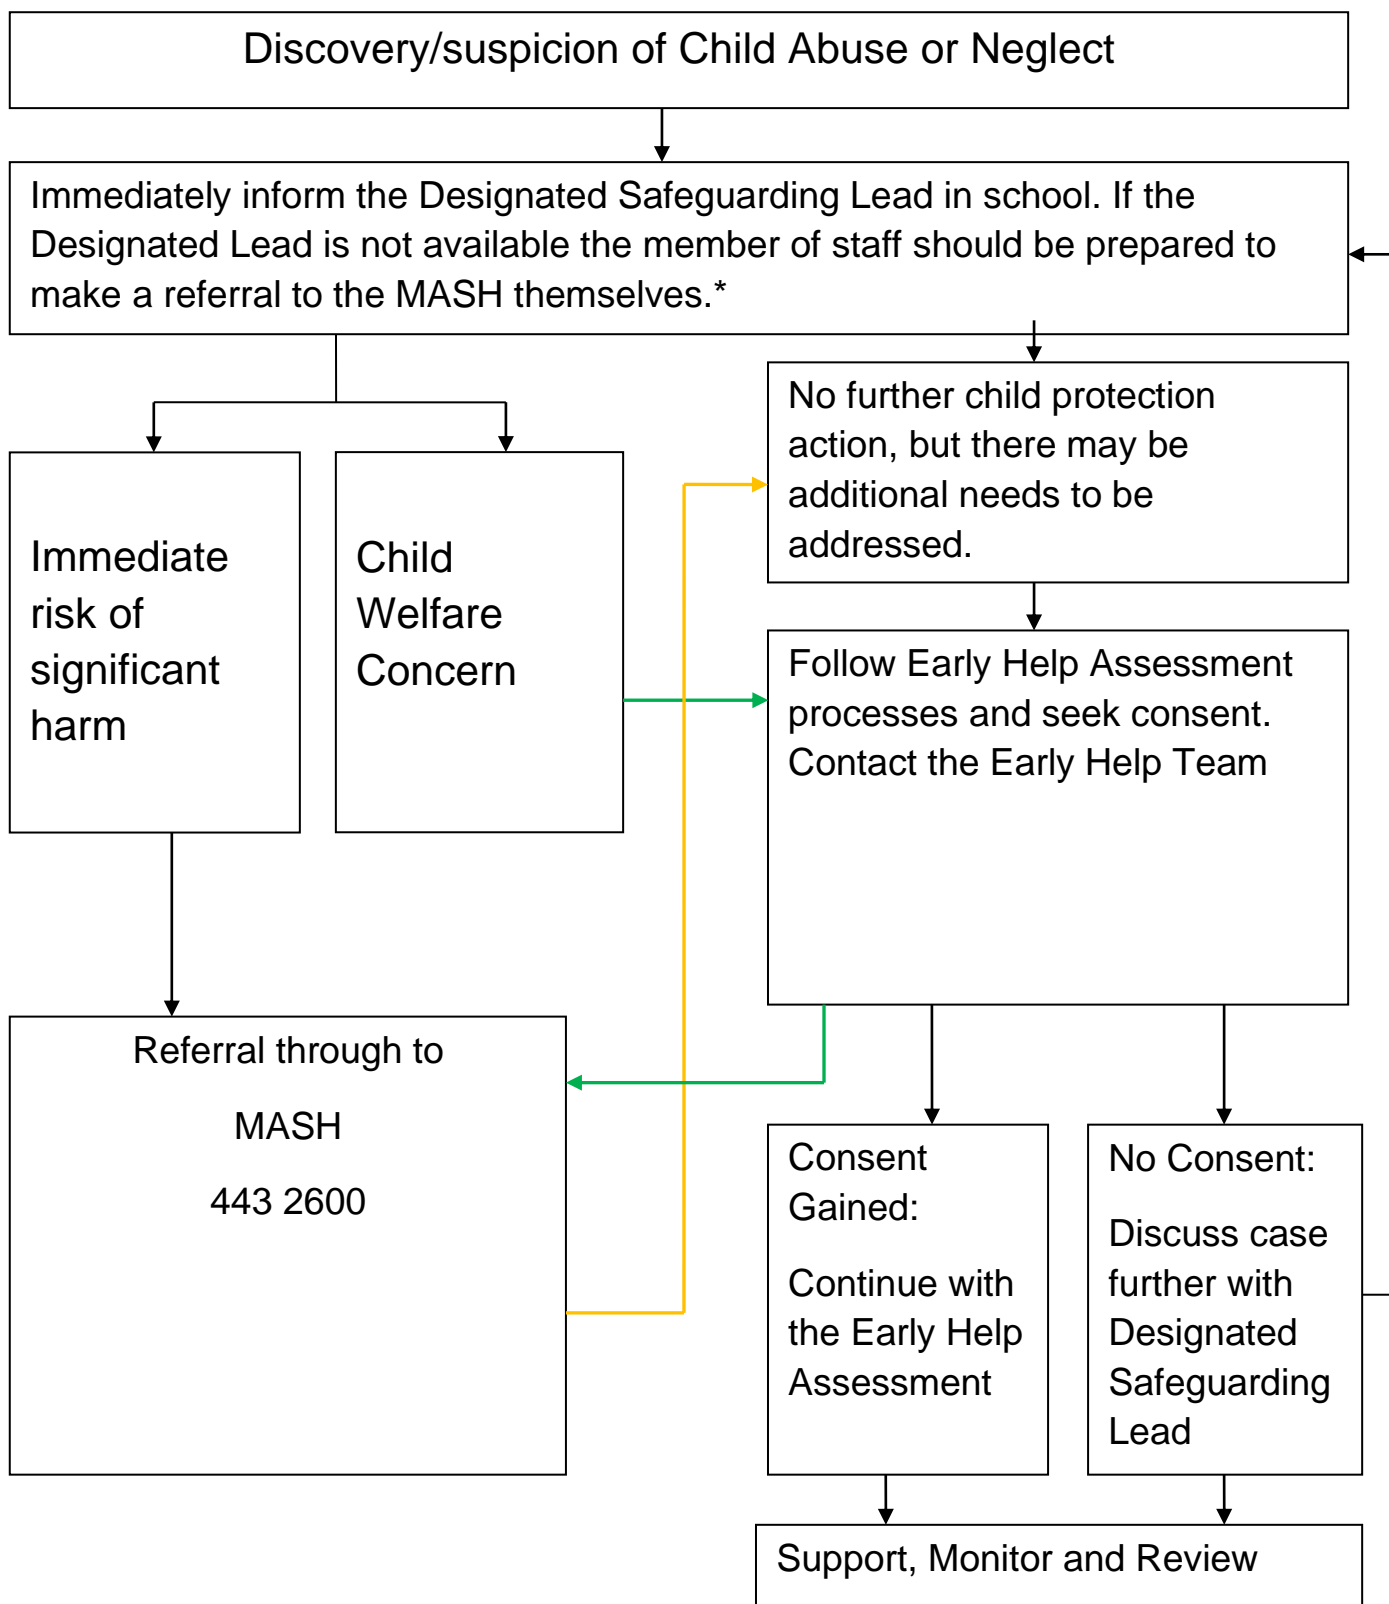 Discovery/suspicion of Child Abuse or Neglect
Immediately inform the Designated Safeguarding Lead in school. If the
Designated Lead is not available the member of staff should be prepared to
make a referral to the MASH themselves.*
No further child protection
action, but there may be
additional needs to be
addressed.
Immediate
risk of
significant
harm
Child
Welfare
Concern
Follow Early Help Assessment
processes and seek consent.
Contact the Early Help Team
Referral through to
MASH
443 2600
Consent
Gained:
Continue with
the Early Help
Assessment
No Consent:
Discuss case
further with
Designated
Safeguarding
Lead
Support, Monitor and Review